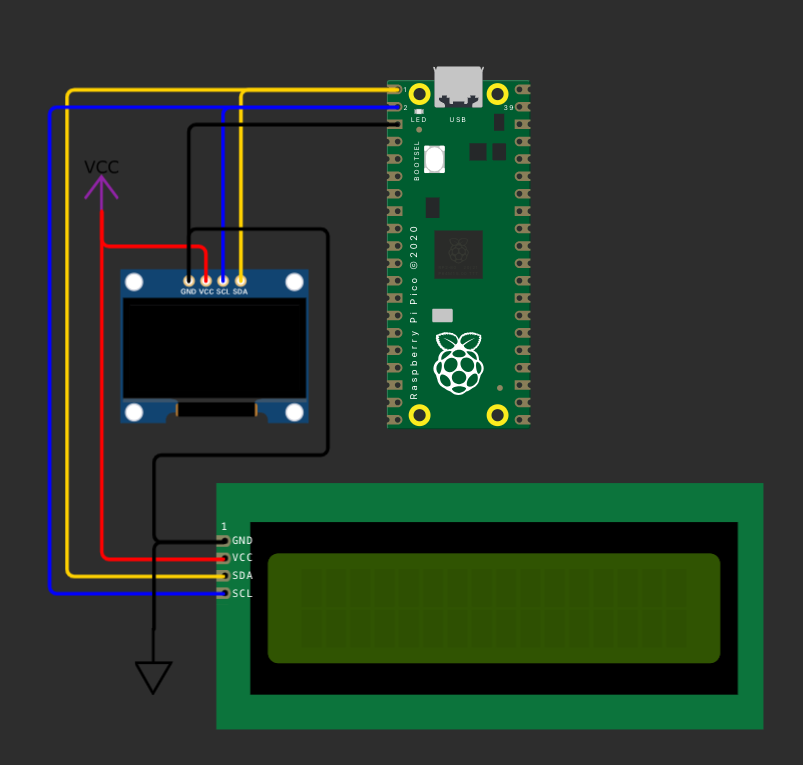 1
2
39
LED
USB
BOOTSEL
VCC
Raspberry Pi Pico ©2020
GND VCC SCL SDA
1
GND
VCC
SDA
SCL